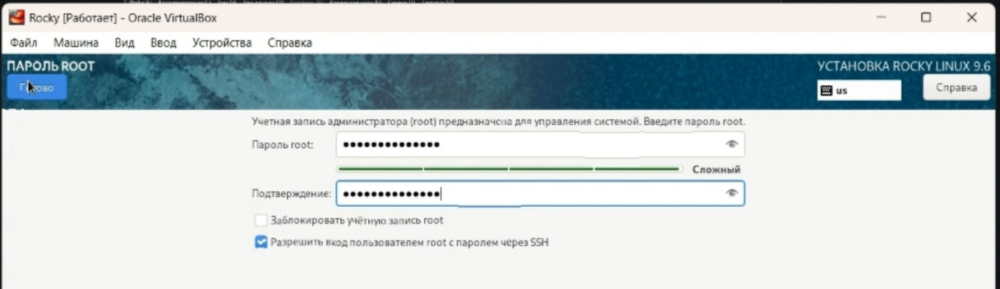 Rocky [Работает] - Oracle VirtualBox
Файл Машина Вид Ввод Устройства Справка
ПАРОЛЬ ROOT
УСТАНОВКА ROCKY LINUX 9.6
Готово
us
Справка
Учетная запись администратора (root) предназначена для управления системой. Введите пароль root.
Пароль root: ••••••••••••••
Сложный
Подтверждение: ••••••••••••••
Заблокировать учётную запись root
Разрешить вход пользователем root с паролем через SSH